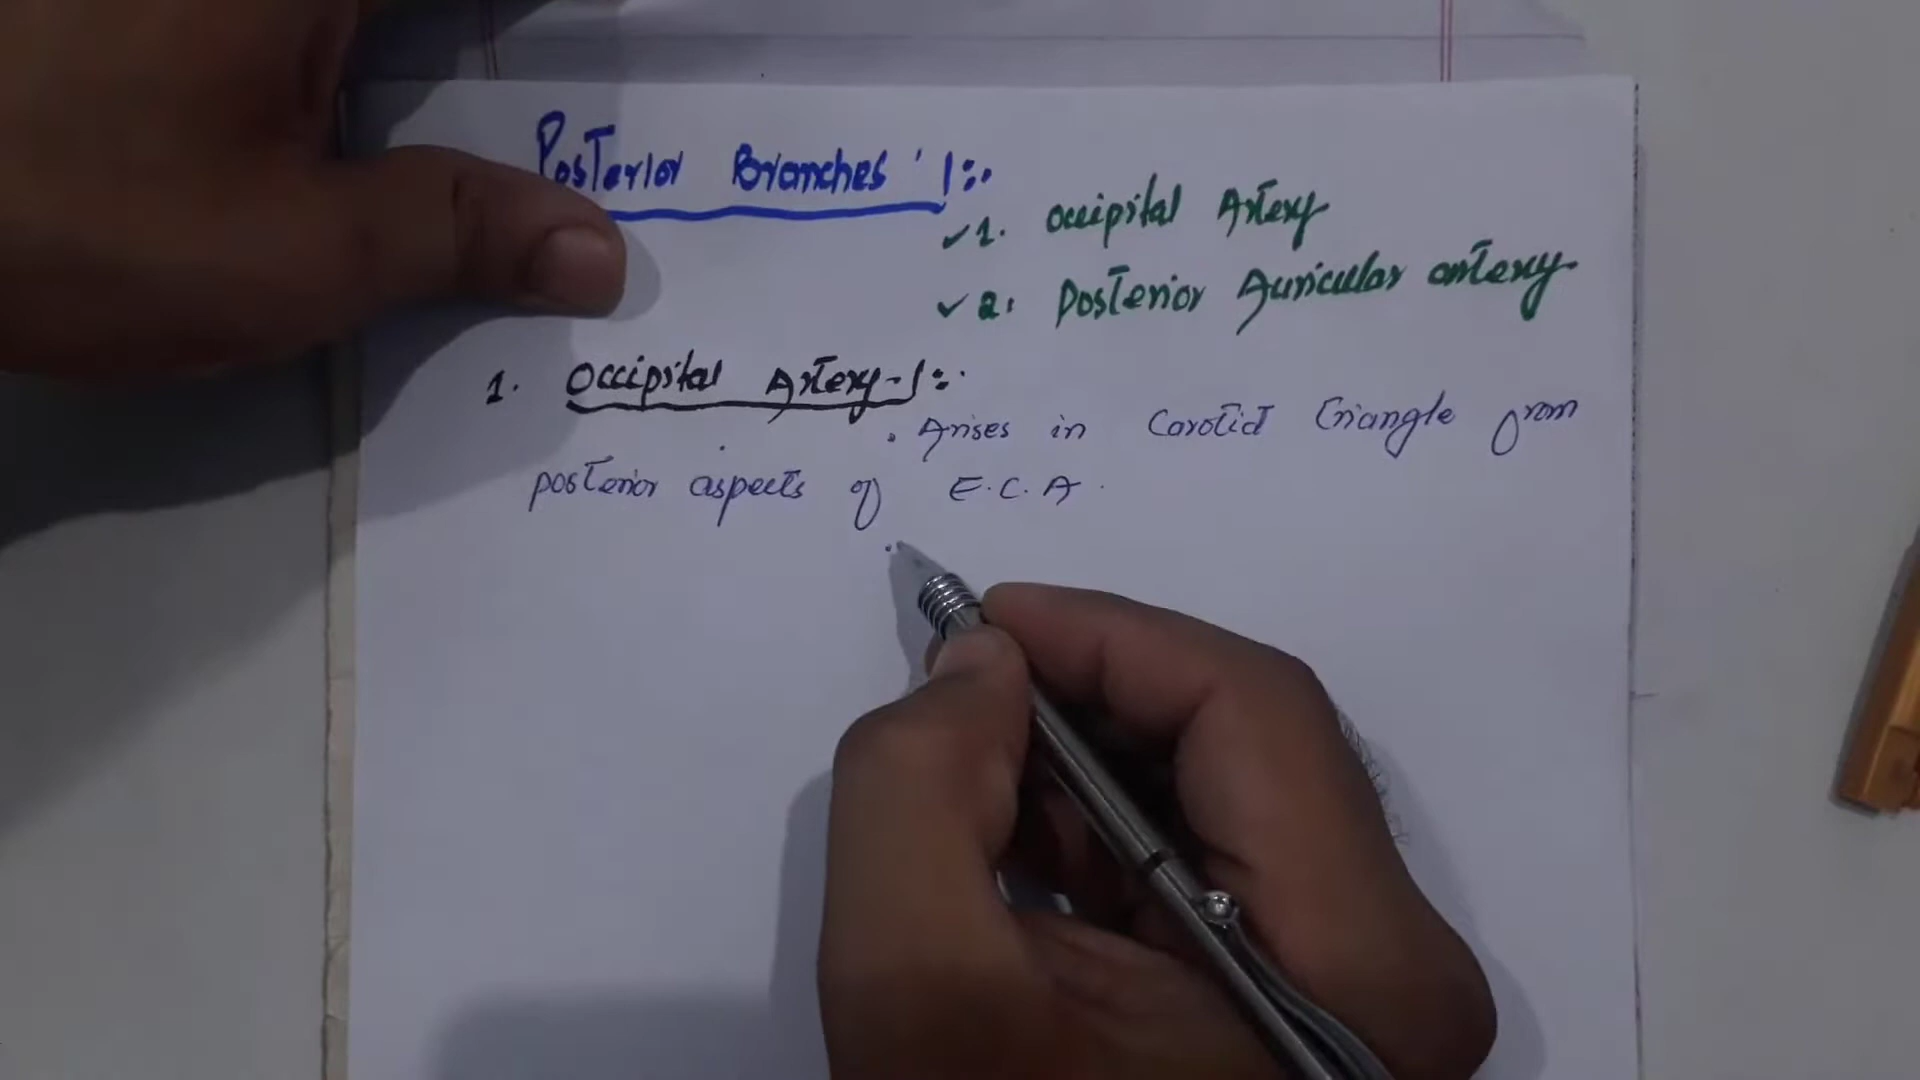 Posterior Branches :-
✓1. Occipital Artery
✓2. Posterior Auricular artery
1. Occipital Artery :-
. Arises in Carotid Triangle from
posterior aspects of E.C.A.